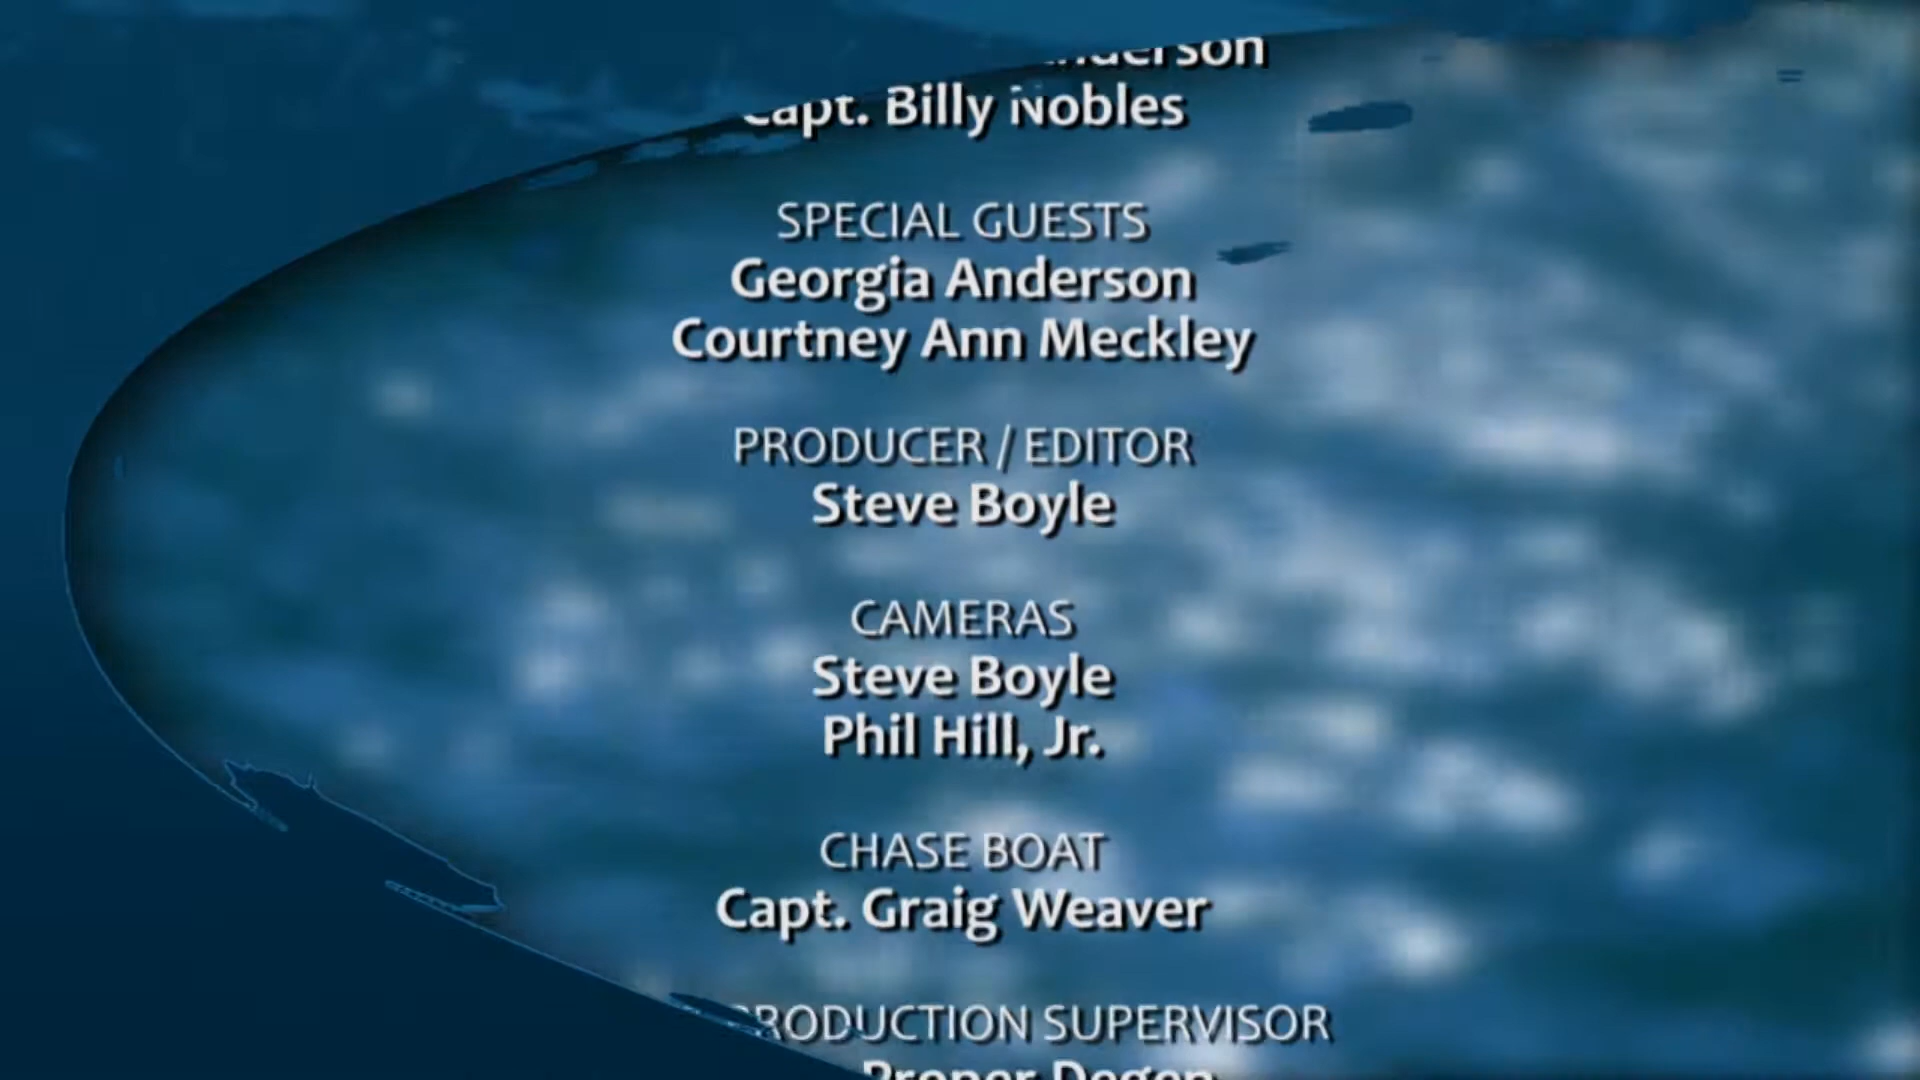 Capt. Billy Nobles
SPECIAL GUESTS
Georgia Anderson
Courtney Ann Meckley
PRODUCER / EDITOR
Steve Boyle
CAMERAS
Steve Boyle
Phil Hill, Jr.
CHASE BOAT
Capt. Graig Weaver
PRODUCTION SUPERVISOR